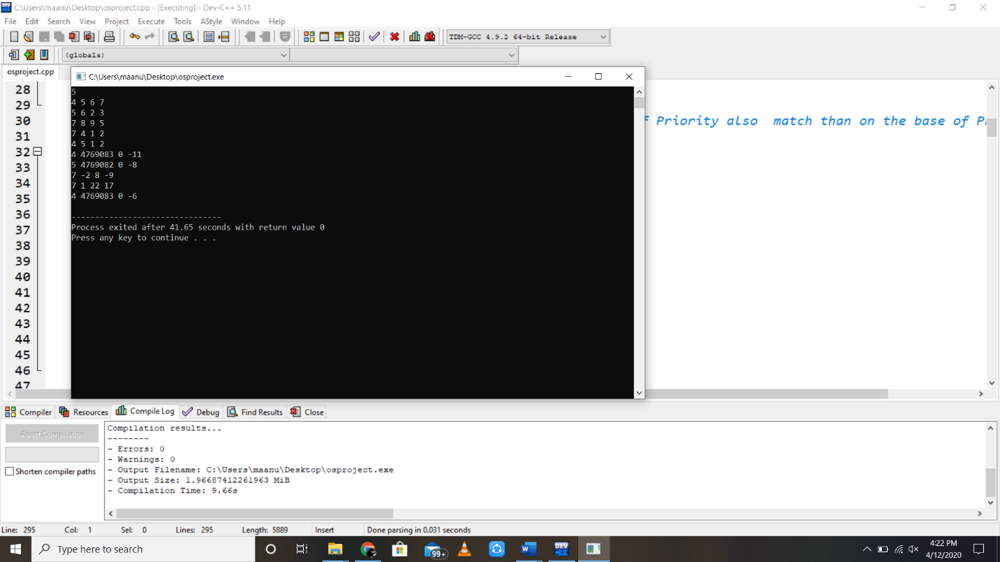 C:\Users\maanu\Desktop\osproject.cpp - [Executing] - Dev-C++ 5.11
File Edit Search View Project Execute Tools AStyle Window Help
TDM-GCC 4.9.2 64-bit Release
(globals)
osproject.cpp
C:\Users\maanu\Desktop\osproject.exe
28
29
30
31
32
33
34
35
36
37
38
39
40
41
42
43
44
45
46
47
Priority also match than on the base of
5
4 5 6 7
5 6 2 3
7 8 9 5
7 4 1 2
4 5 1 2
4 4769083 0 -11
5 4769082 0 -8
7 -2 8 -9
7 1 22 17
4 4769083 0 -6
--------------------------------
Process exited after 41.65 seconds with return value 0
Press any key to continue . . .
Compiler Resources Compile Log Debug Find Results Close
Abort Compilation
Shorten compiler paths
Compilation results...
--------
- Errors: 0
- Warnings: 0
- Output Filename: C:\Users\maanu\Desktop\osproject.exe
- Output Size: 1.96687412261963 MiB
- Compilation Time: 9.66s
Line: 295 Col: 1 Sel: 0 Lines: 295 Length: 5889 Insert Done parsing in 0.031 seconds
Type here to search
99+
DEV
4:22 PM
4/12/2020